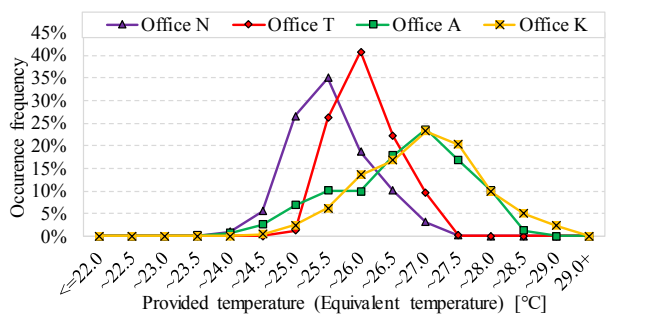 Office N Office T Office A Office K
45%
40%
35%
30%
25%
20%
15%
10%
5%
0%
Occurence frequency
<=22.0 ~22.5 ~23.0 ~23.5 ~24.0 ~24.5 ~25.0 ~25.5 ~26.0 ~26.5 ~27.0 ~27.5 ~28.0 ~28.5 ~29.0 29.0+
Provided temperature (Equivalent temperature) [°C]